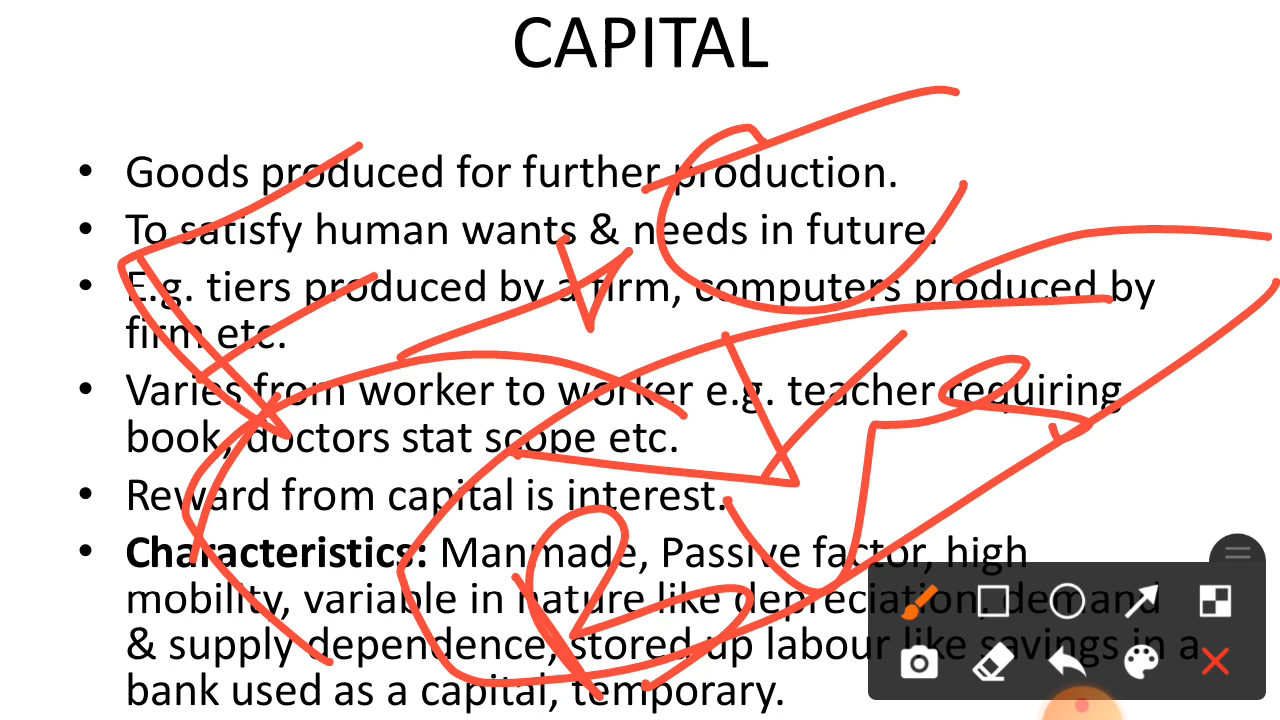 CAPITAL
• Goods produced for further production.
• To satisfy human wants & needs in future.
• E.g. tiers produced by a firm, computers produced by
firm etc.
• Varies from worker to worker e.g. teacher requiring
book, doctors stat scope etc.
• Reward from capital is interest.
• Characteristics: Manmade, Passive factor, high
mobility, variable in nature like depreciation, demand
& supply dependence, stored up labour like savings in a
bank used as a capital, temporary.